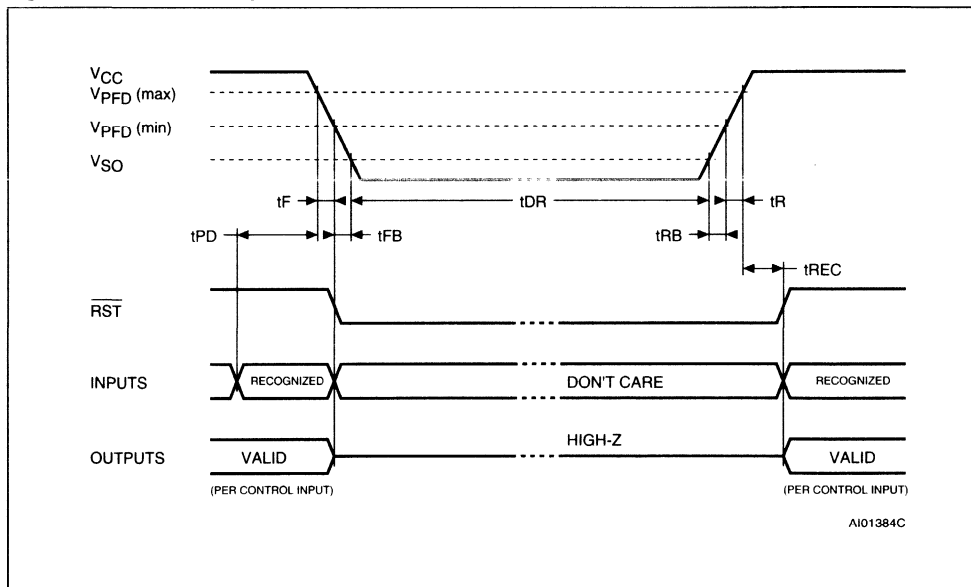 VCC
VPFD (max)
VPFD (min)
VSO
tF
tDR
tR
tPD
tFB
tRB
tREC
RST
INPUTS
RECOGNIZED
DON'T CARE
RECOGNIZED
HIGH-Z
OUTPUTS
VALID
VALID
(PER CONTROL INPUT)
(PER CONTROL INPUT)
AI01384C